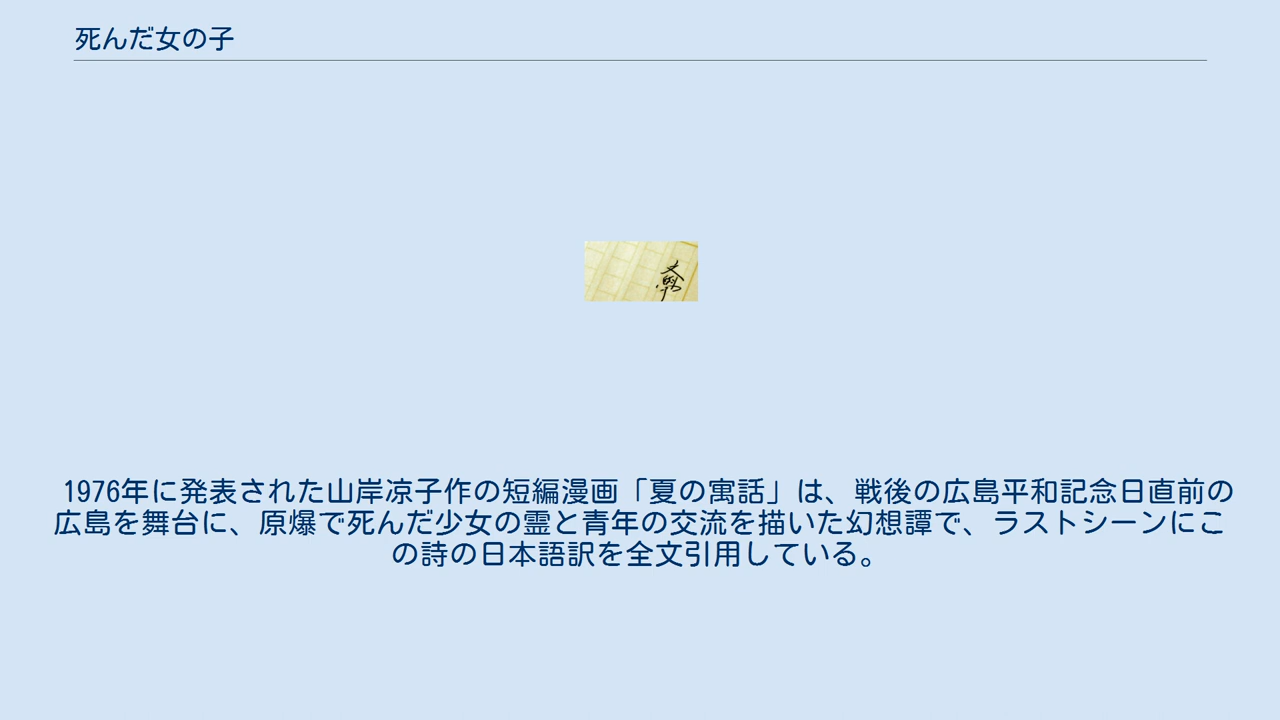 死んだ女の子
1976年に発表された山岸凉子作の短編漫画「夏の寓話」は、戦後の広島平和記念日直前の
広島を舞台に、原爆で死んだ少女の霊と青年の交流を描いた幻想譚で、ラストシーンにこ
の詩の日本語訳を全文引用している。